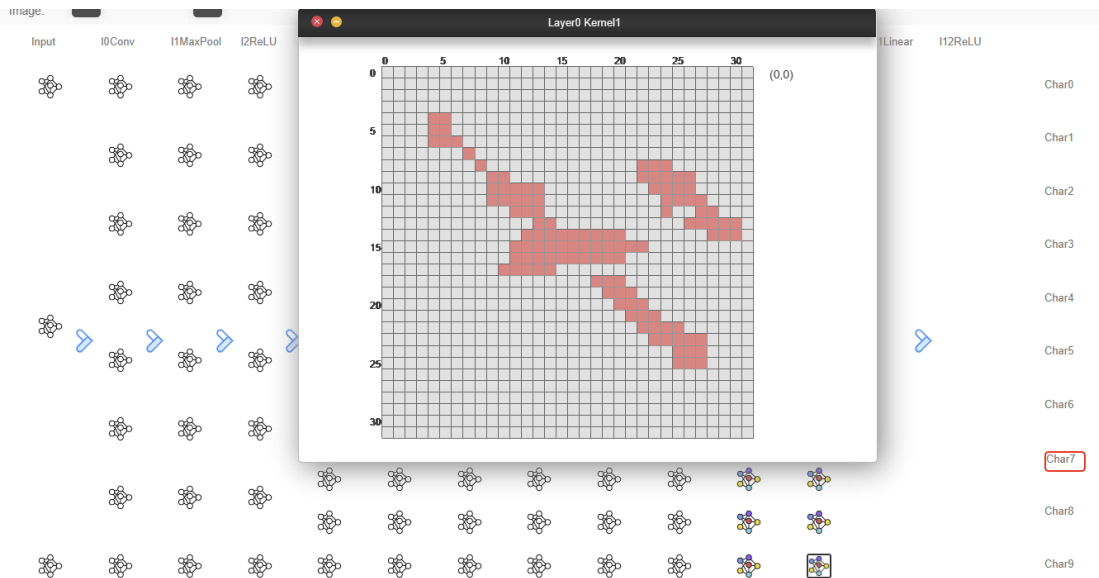 Image:
Layer0 Kernel1
Input l0Conv l1MaxPool l2ReLU 1Linear l12ReLU
0 5 10 15 20 25 30
0 (0,0)
Char0
5
Char1
10 Char2
15 Char3
Char4
20
25 Char5
Char6
30
Char7
Char8
Char9